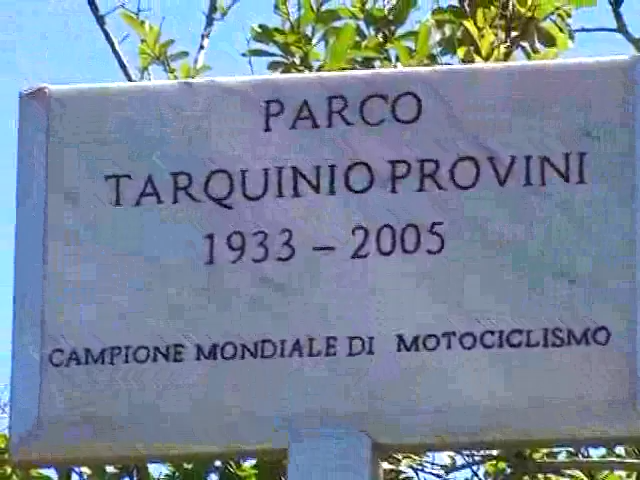 PARCO
TARQUINIO PROVINI
1933 – 2005
CAMPIONE MONDIALE DI MOTOCICLISMO